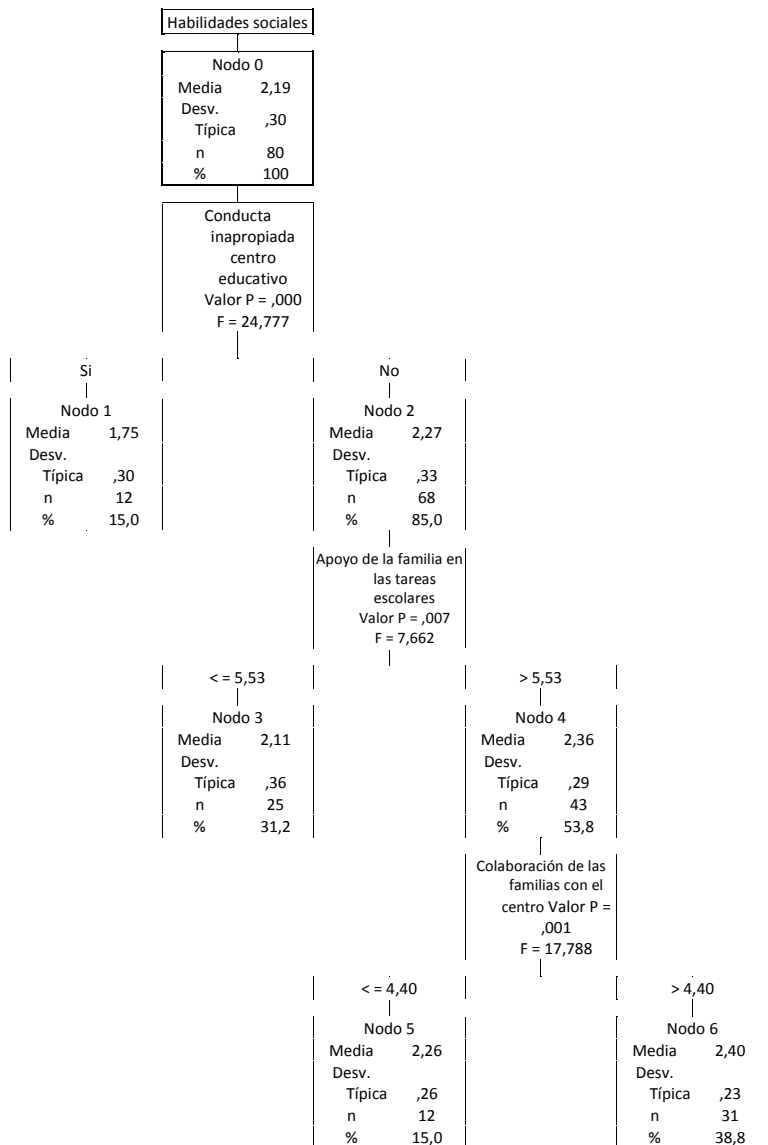 Habilidades sociales
Nodo 0
Media 2,19
Desv.
Típica ,30
n 80
% 100
Conducta
inapropiada
centro
educativo
Valor P = ,000
F = 24,777
Si No
Nodo 1 Nodo 2
Media 1,75 Media 2,27
Desv. Desv.
Típica ,30 Típica ,33
n 12 n 68
% 15,0 % 85,0
Apoyo de la familia en
las tareas
escolares
Valor P = ,007
F = 7,662
< = 5,53 > 5,53
Nodo 3 Nodo 4
Media 2,11 Media 2,36
Desv. Desv.
Típica ,36 Típica ,29
n 25 n 43
% 31,2 % 53,8
Colaboración de las
familias con el
centro Valor P =
,001
F = 17,788
< = 4,40 > 4,40
Nodo 5 Nodo 6
Media 2,26 Media 2,40
Desv. Desv.
Típica ,26 Típica ,23
n 12 n 31
% 15,0 % 38,8